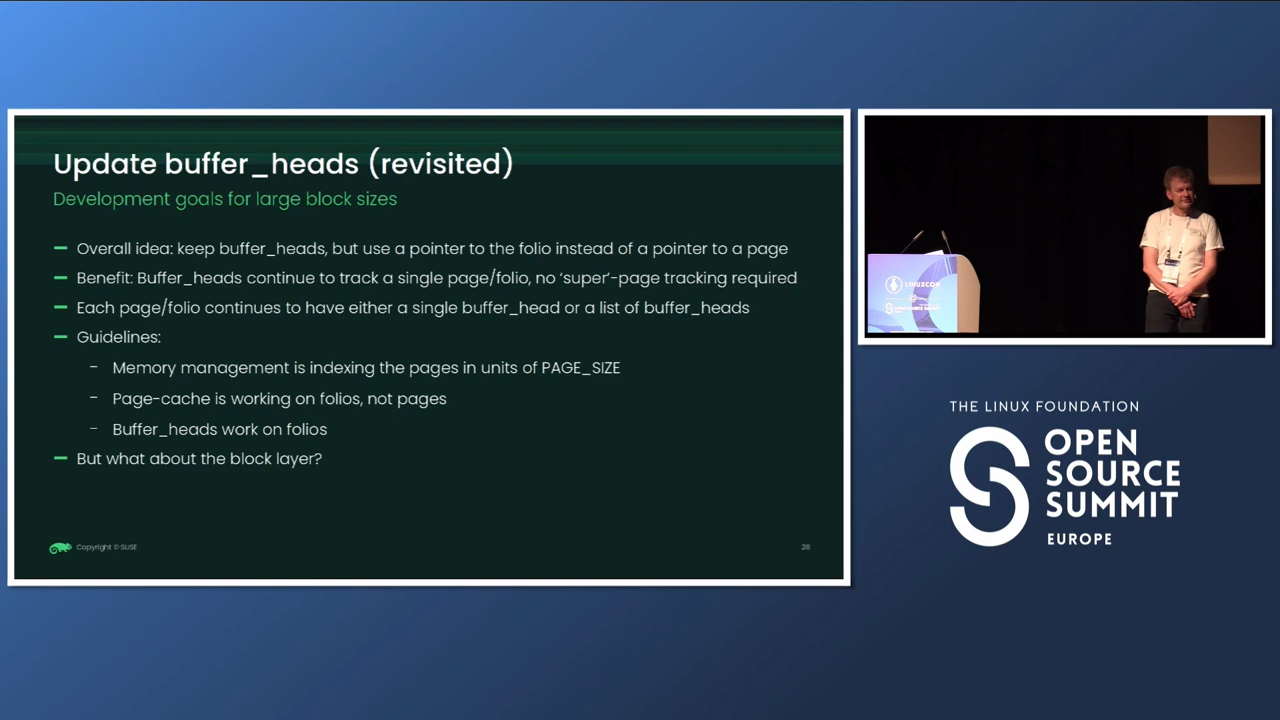 Update buffer_heads (revisited)
Development goals for large block sizes
Overall idea: keep buffer_heads, but use a pointer to the folio instead of a pointer to a page
Benefit: Buffer_heads continue to track a single page/folio, no ‘super’-page tracking required
Each page/folio continues to have either a single buffer_head or a list of buffer_heads
Guidelines:
Memory management is indexing the pages in units of PAGE_SIZE
Page-cache is working on folios, not pages
Buffer_heads work on folios
But what about the block layer?
Copyright © SUSE
26
LINUXCON
THE LINUX FOUNDATION
OPEN
SOURCE
SUMMIT
EUROPE